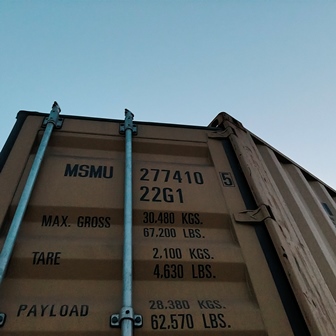 MSMU 277410 5
22G1
MAX. GROSS 30.480 KGS.
67.200 LBS.
TARE 2.100 KGS.
4.630 LBS.
PAYLOAD 28.380 KGS.
62.570 LBS.